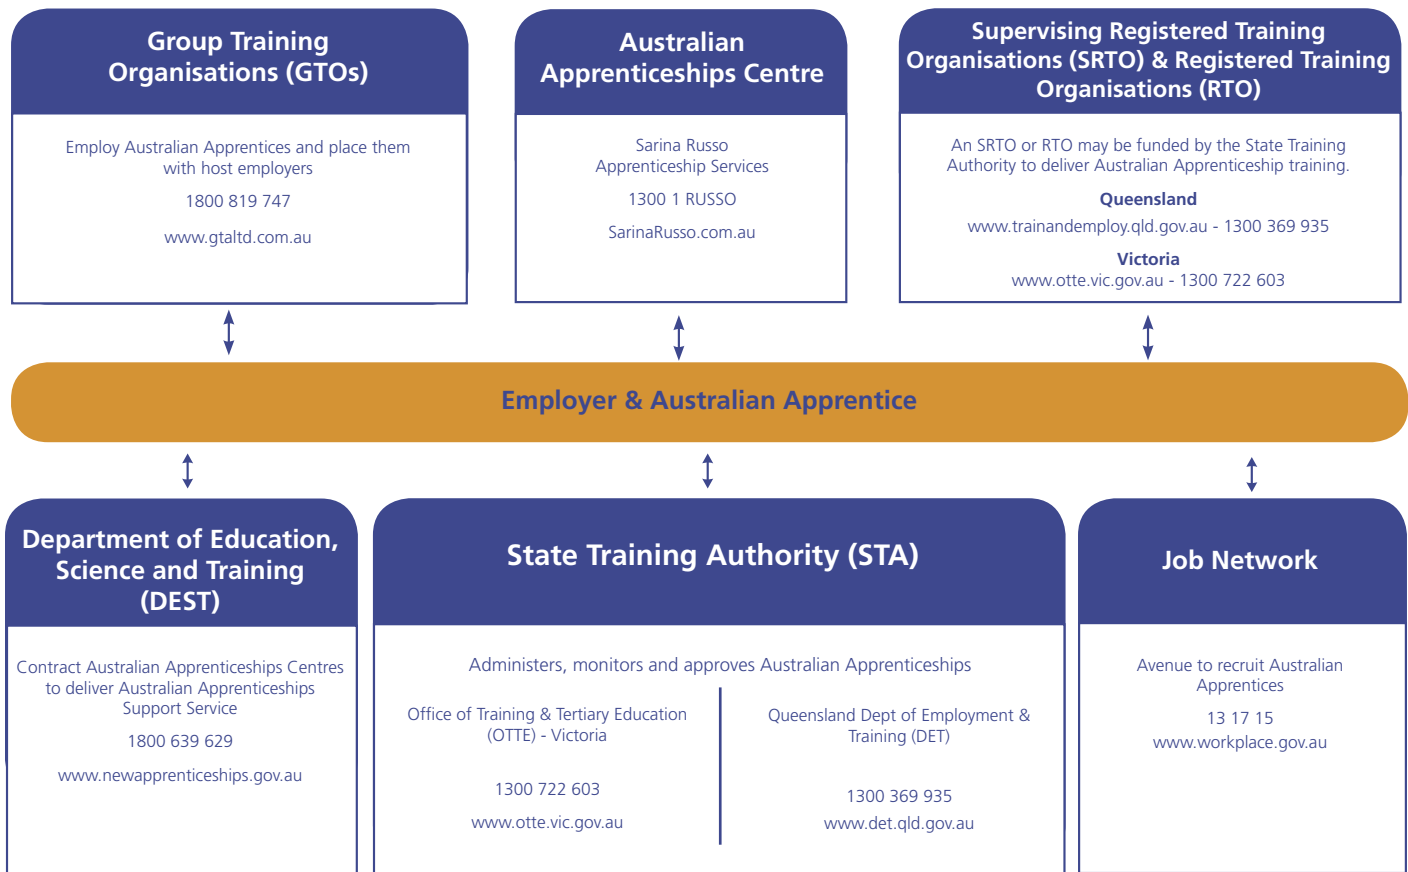 Group Training
Organisations (GTOs)
Employ Australian Apprentices and place them
with host employers
1800 819 747
www.gtaltd.com.au
Australian
Apprenticeships Centre
Sarina Russo
Apprenticeship Services
1300 1 RUSSO
SarinaRusso.com.au
Supervising Registered Training
Organisations (SRTO) & Registered Training
Organisations (RTO)
An SRTO or RTO may be funded by the State Training
Authority to deliver Australian Apprenticeship training.
Queensland
www.trainandemploy.qld.gov.au - 1300 369 935
Victoria
www.otte.vic.gov.au - 1300 722 603
Employer & Australian Apprentice
Department of Education,
Science and Training
(DEST)
Contract Australian Apprenticeships Centres
to deliver Australian Apprenticeships
Support Service
1800 639 629
www.newapprenticeships.gov.au
State Training Authority (STA)
Administers, monitors and approves Australian Apprenticeships
Office of Training & Tertiary Education
(OTTE) - Victoria
1300 722 603
www.otte.vic.gov.au
Queensland Dept of Employment &
Training (DET)
1300 369 935
www.det.qld.gov.au
Job Network
Avenue to recruit Australian
Apprentices
13 17 15
www.workplace.gov.au